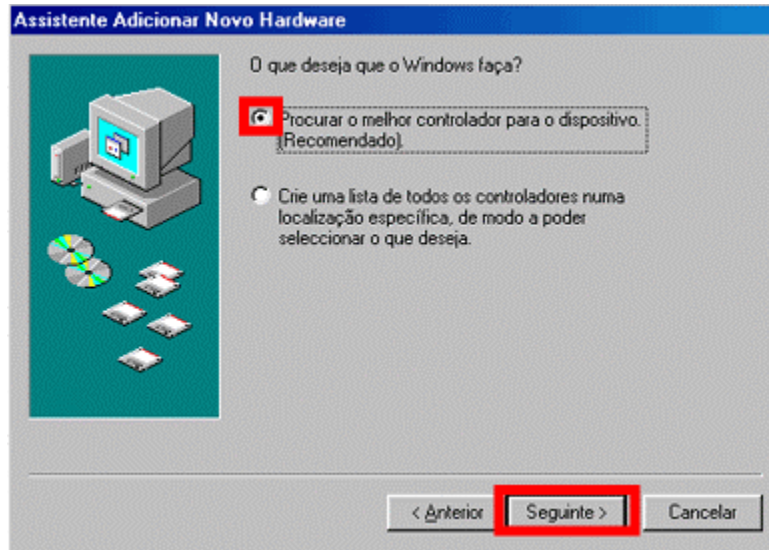 Assistente Adicionar Novo Hardware
O que deseja que o Windows faça?
Procurar o melhor controlador para o dispositivo.
(Recomendado).
Crie uma lista de todos os controladores numa
localização específica, de modo a poder
seleccionar o que deseja.
< Anterior
Seguinte >
Cancelar